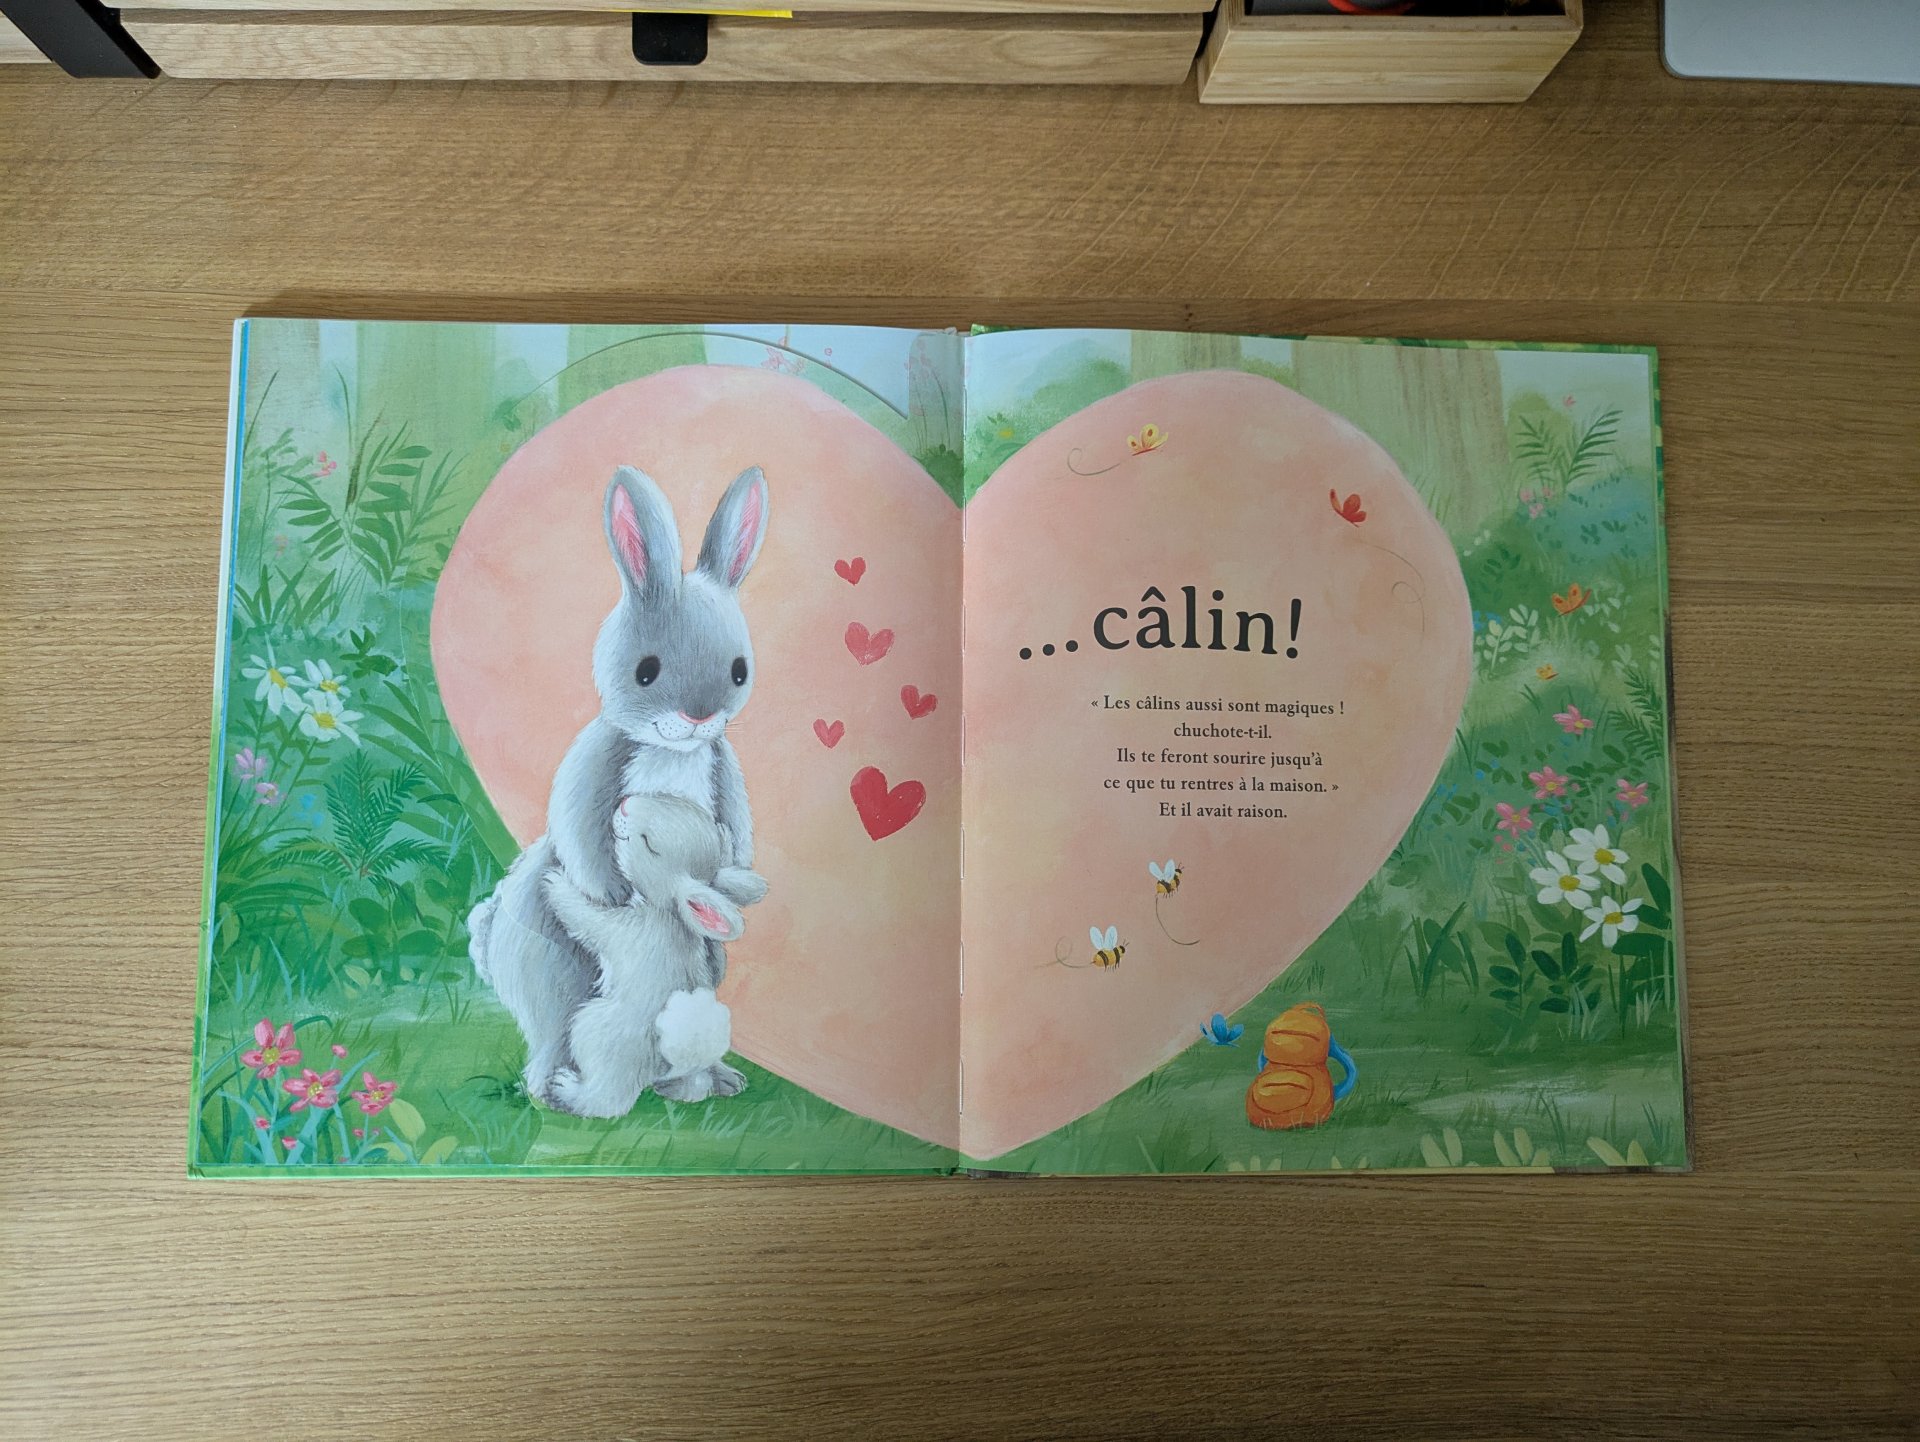 ...câlin!
« Les câlins aussi sont magiques !
chuchote-t-il.
Ils te feront sourire jusqu’à
ce que tu rentres à la maison. »
Et il avait raison.